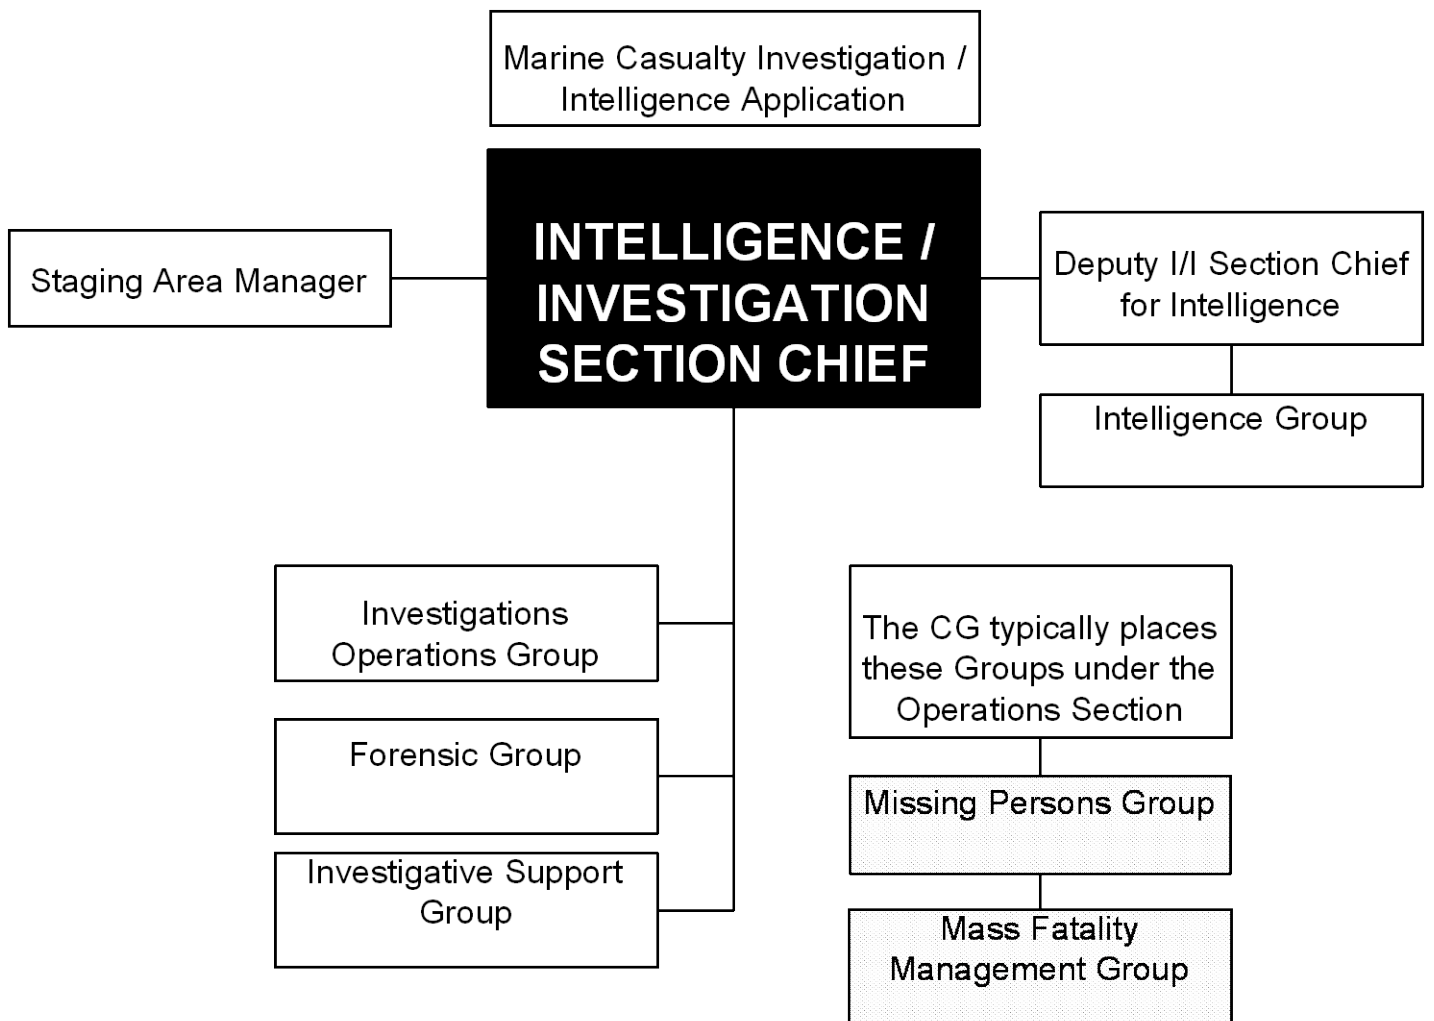 Marine Casualty Investigation /
Intelligence Application
INTELLIGENCE /
INVESTIGATION
SECTION CHIEF
Staging Area Manager
Deputy I/I Section Chief
for Intelligence
Intelligence Group
Investigations
Operations Group
Forensic Group
Investigative Support
Group
The CG typically places
these Groups under the
Operations Section
Missing Persons Group
Mass Fatality
Management Group